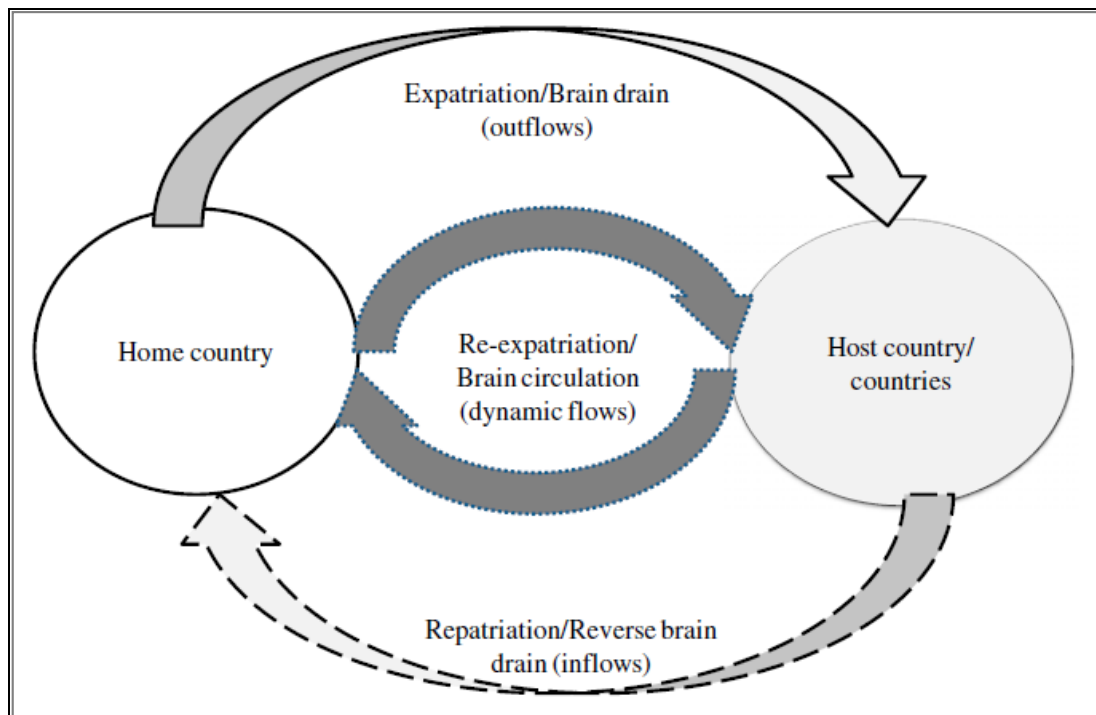 Expatriation/Brain drain
(outflows)
Home country
Re-expatriation/
Brain circulation
(dynamic flows)
Host country/
countries
Repatriation/Reverse brain
drain (inflows)